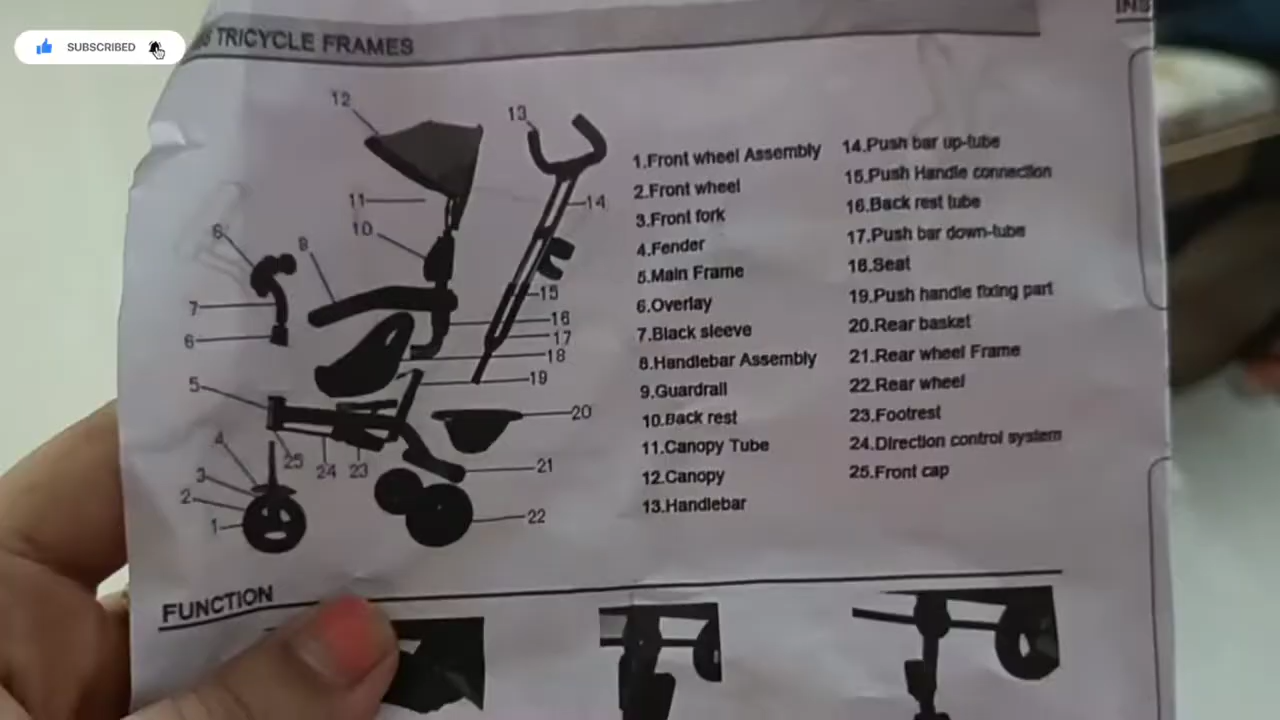 SUBSCRIBED
TRICYCLE FRAMES
INS
12
13
11
14
10
6
9
7
15
6
16
17
18
5
19
20
4
25
24
23
21
3
2
1
22
1.Front wheel Assembly
2.Front wheel
3.Front fork
4.Fender
5.Main Frame
6.Overlay
7.Black sleeve
8.Handlebar Assembly
9.Guardrail
10.Back rest
11.Canopy Tube
12.Canopy
13.Handlebar
14.Push bar up-tube
15.Push Handle connection
16.Back rest tube
17.Push bar down-tube
18.Seat
19.Push handle fixing part
20.Rear basket
21.Rear wheel Frame
22.Rear wheel
23.Footrest
24.Direction control system
25.Front cap
FUNCTION